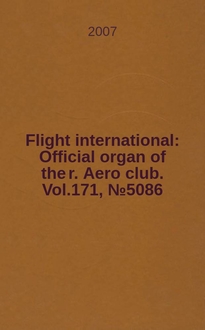 2007
Flight international:
Official organ of
the r. Aero club.
Vol.171, №5086